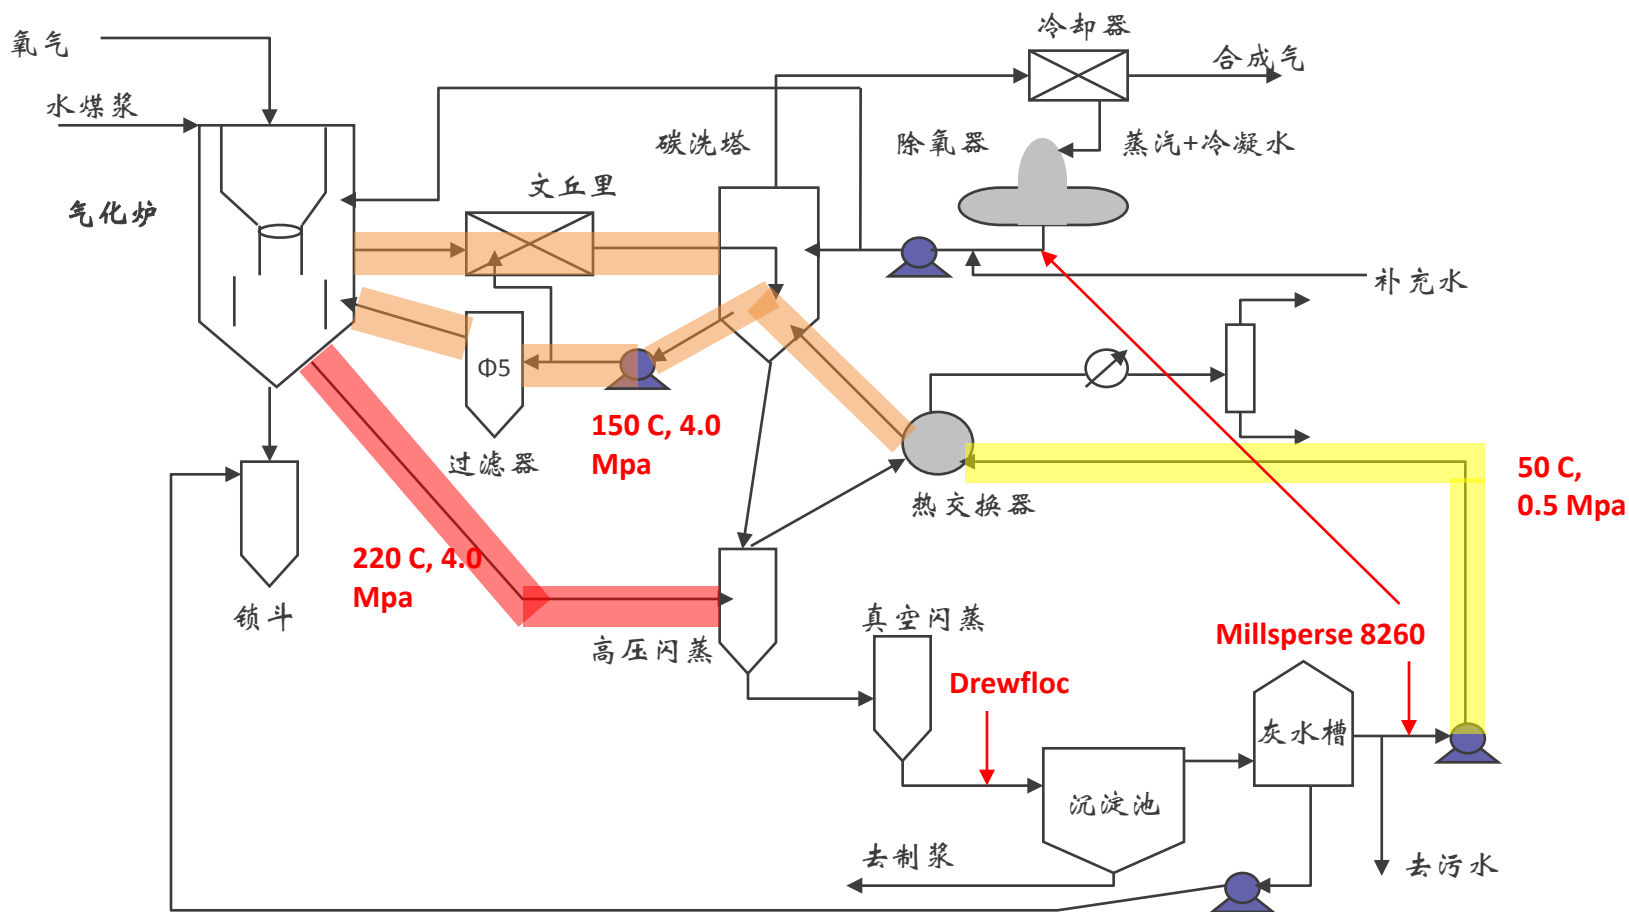 冷却器
氧气
合成气
水煤浆
碳洗塔
除氧器
蒸汽+冷凝水
文丘里
气化炉
补充水
Φ5
150 C, 4.0
Mpa
过滤器
50 C,
0.5 Mpa
热交换器
220 C, 4.0
Mpa
锁斗
高压闪蒸
真空闪蒸
Millsperse 8260
Drewfloc
灰水槽
沉淀池
去制浆
去污水